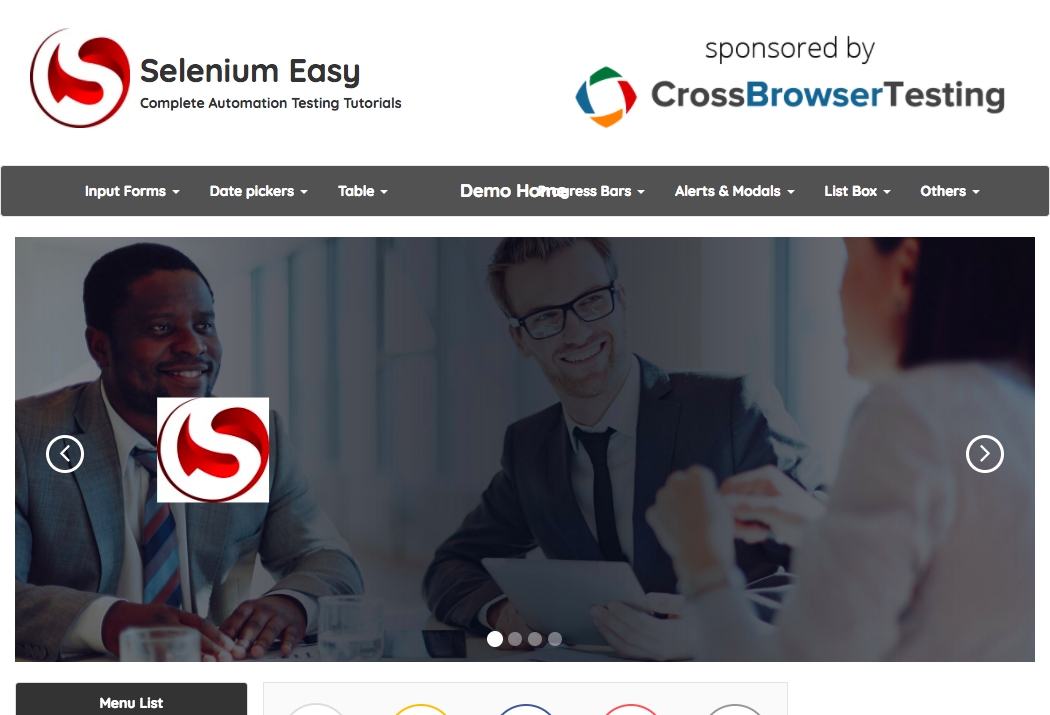 Selenium Easy
Complete Automation Testing Tutorials
sponsored by
CrossBrowserTesting
Input Forms
Date pickers
Table
Demo Home
Progress Bars
Alerts & Modals
List Box
Others
Menu List